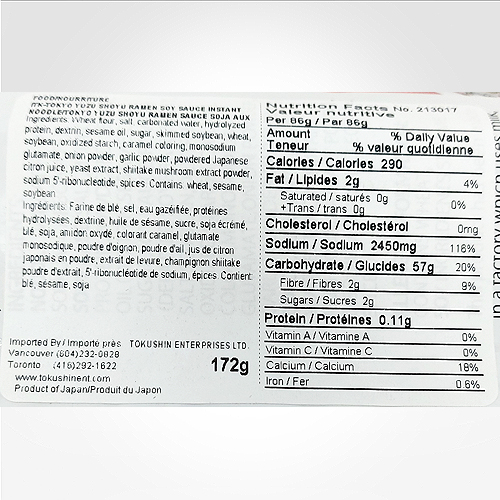 FOOD/NOURRITURE
ITK-TOKYO YUZU SHOYU RAMEN SOY SAUCE INSTANT
NOODLE/TOKYO YUZU SHOYU RAMEN SAUCE SOJA AUX
Ingredients: Wheat flour, salt, carbonated water, hydrolyzed
protein, dextrin, sesame oil, sugar, skimmed soybean, wheat,
soybean, oxidized starch, caramel coloring, monosodium
glutamate, onion powder, garlic powder, powdered Japanese
citron juice, yeast extract, shiitake mushroom extract powder,
sodium 5'-ribonucleotide, spices. Contains: wheat, sesame,
soybean
Ingrédients: Farine de blé, sel, eau gazéifiée, protéines
hydrolysées, dextrine, huile de sésame, sucre, soja écrémé,
blé, soja, amidon oxydé, colorant caramel, glutamate
monosodique, poudre d'oignon, poudre d'ail, jus de citron
japonais en poudre, extrait de levure, champignon shiitake
poudre d'extrait, 5'-ribonucléotide de sodium, épices. Contient:
blé, sésame, soja
Imported By / Importé près TOKUSHIN ENTERPRISES LTD.
Vancouver (604)232-0028
Toronto (416)292-1622
www.tokushinent.com
Product of Japan/Produit du Japon
172g
Nutrition Facts No. 213017
Valeur nutritive
Per 86g / Par 86g
Amount % Daily Value
Teneur % valeur quotidienne
Calories / Calories 290
Fat / Lipides 2g 4%
Saturated / saturés 0g
+Trans / trans 0g 0%
Cholesterol / Cholestérol 0mg
Sodium / Sodium 2450mg 116%
Carbohydrate / Glucides 57g 20%
Fibre / Fibres 2g 9%
Sugars / Sucres 2g
Protein / Protéines 0.11g
Vitamin A / Vitamine A 0%
Vitamin C / Vitamine C 0%
Calcium / Calcium 18%
Iron / Fer 0.6%
in a factory which uses milk